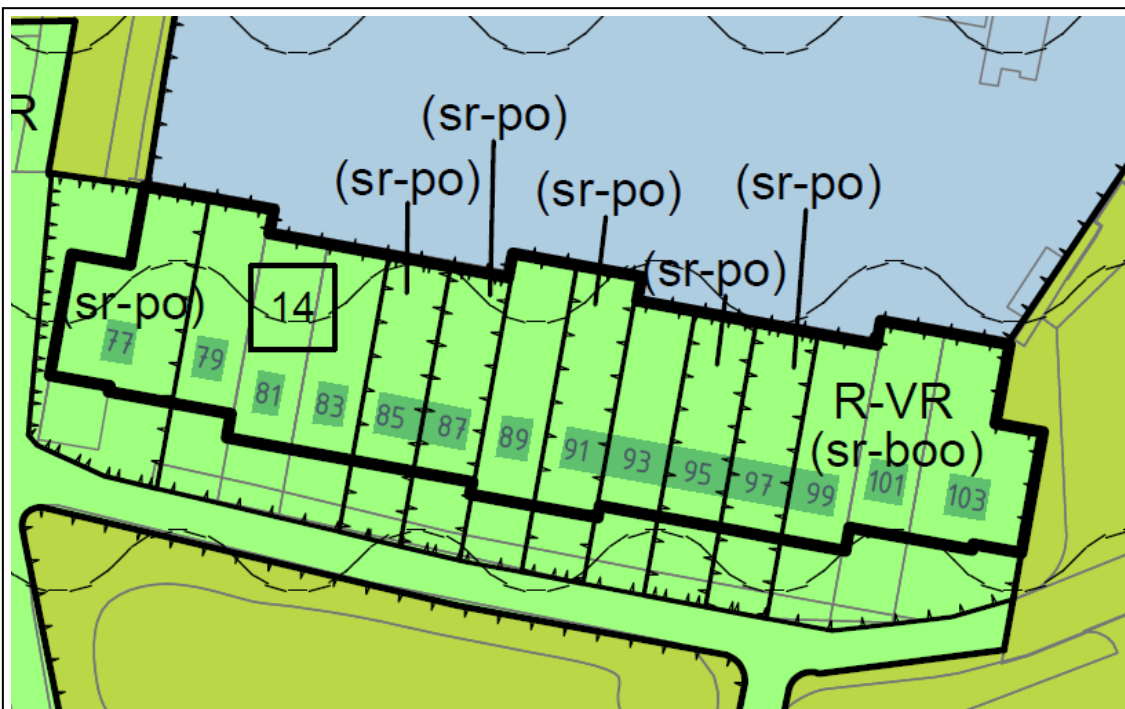 R
(sr-po)
(sr-po)
(sr-po)
(sr-po)
(sr-po)
(sr-po)
14
77
79
81
83
85
87
89
91
93
95
97
99
101
103
R-VR
(sr-boo)